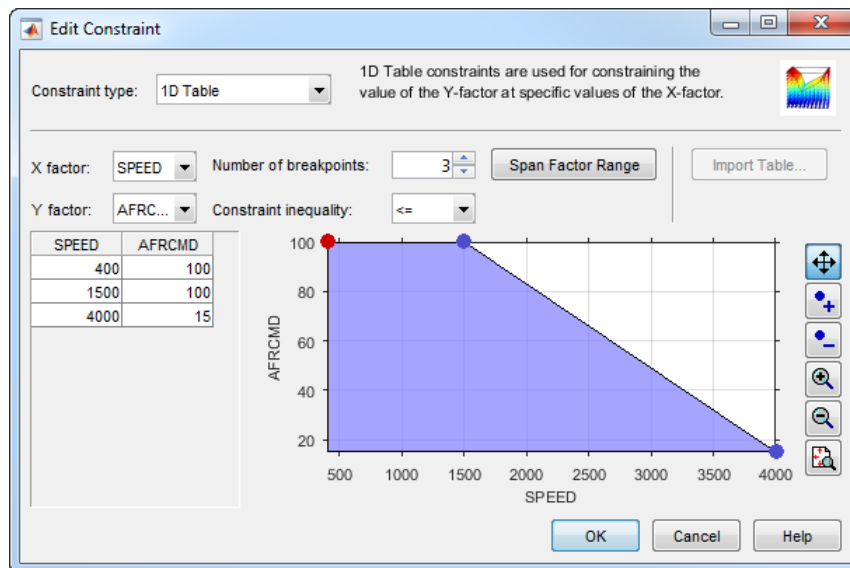 Edit Constraint
Constraint type: 1D Table
1D Table constraints are used for constraining the
value of the Y-factor at specific values of the X-factor.
X factor: SPEED Number of breakpoints: 3 Span Factor Range Import Table...
Y factor: AFRC... Constraint inequality: <=
SPEED AFRCMD
400 100
1500 100
4000 15
100
80
60
40
20
AFRCMD
500 1000 1500 2000 2500 3000 3500 4000
SPEED
OK Cancel Help